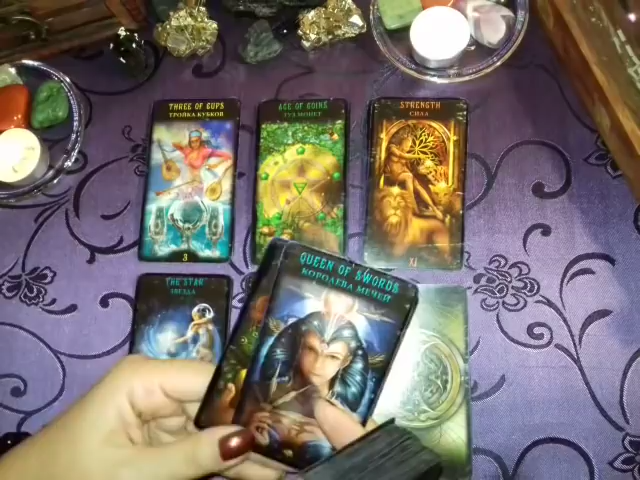 THREE OF CUPS
ТРОЙКА КУБКОВ
3
ACE OF COINS
ТУЗ МОНЕТ
STRENGTH
СИЛА
XI
THE STAR
ЗВЕЗДА
QUEEN OF SWORDS
КОРОЛЕВА МЕЧЕЙ